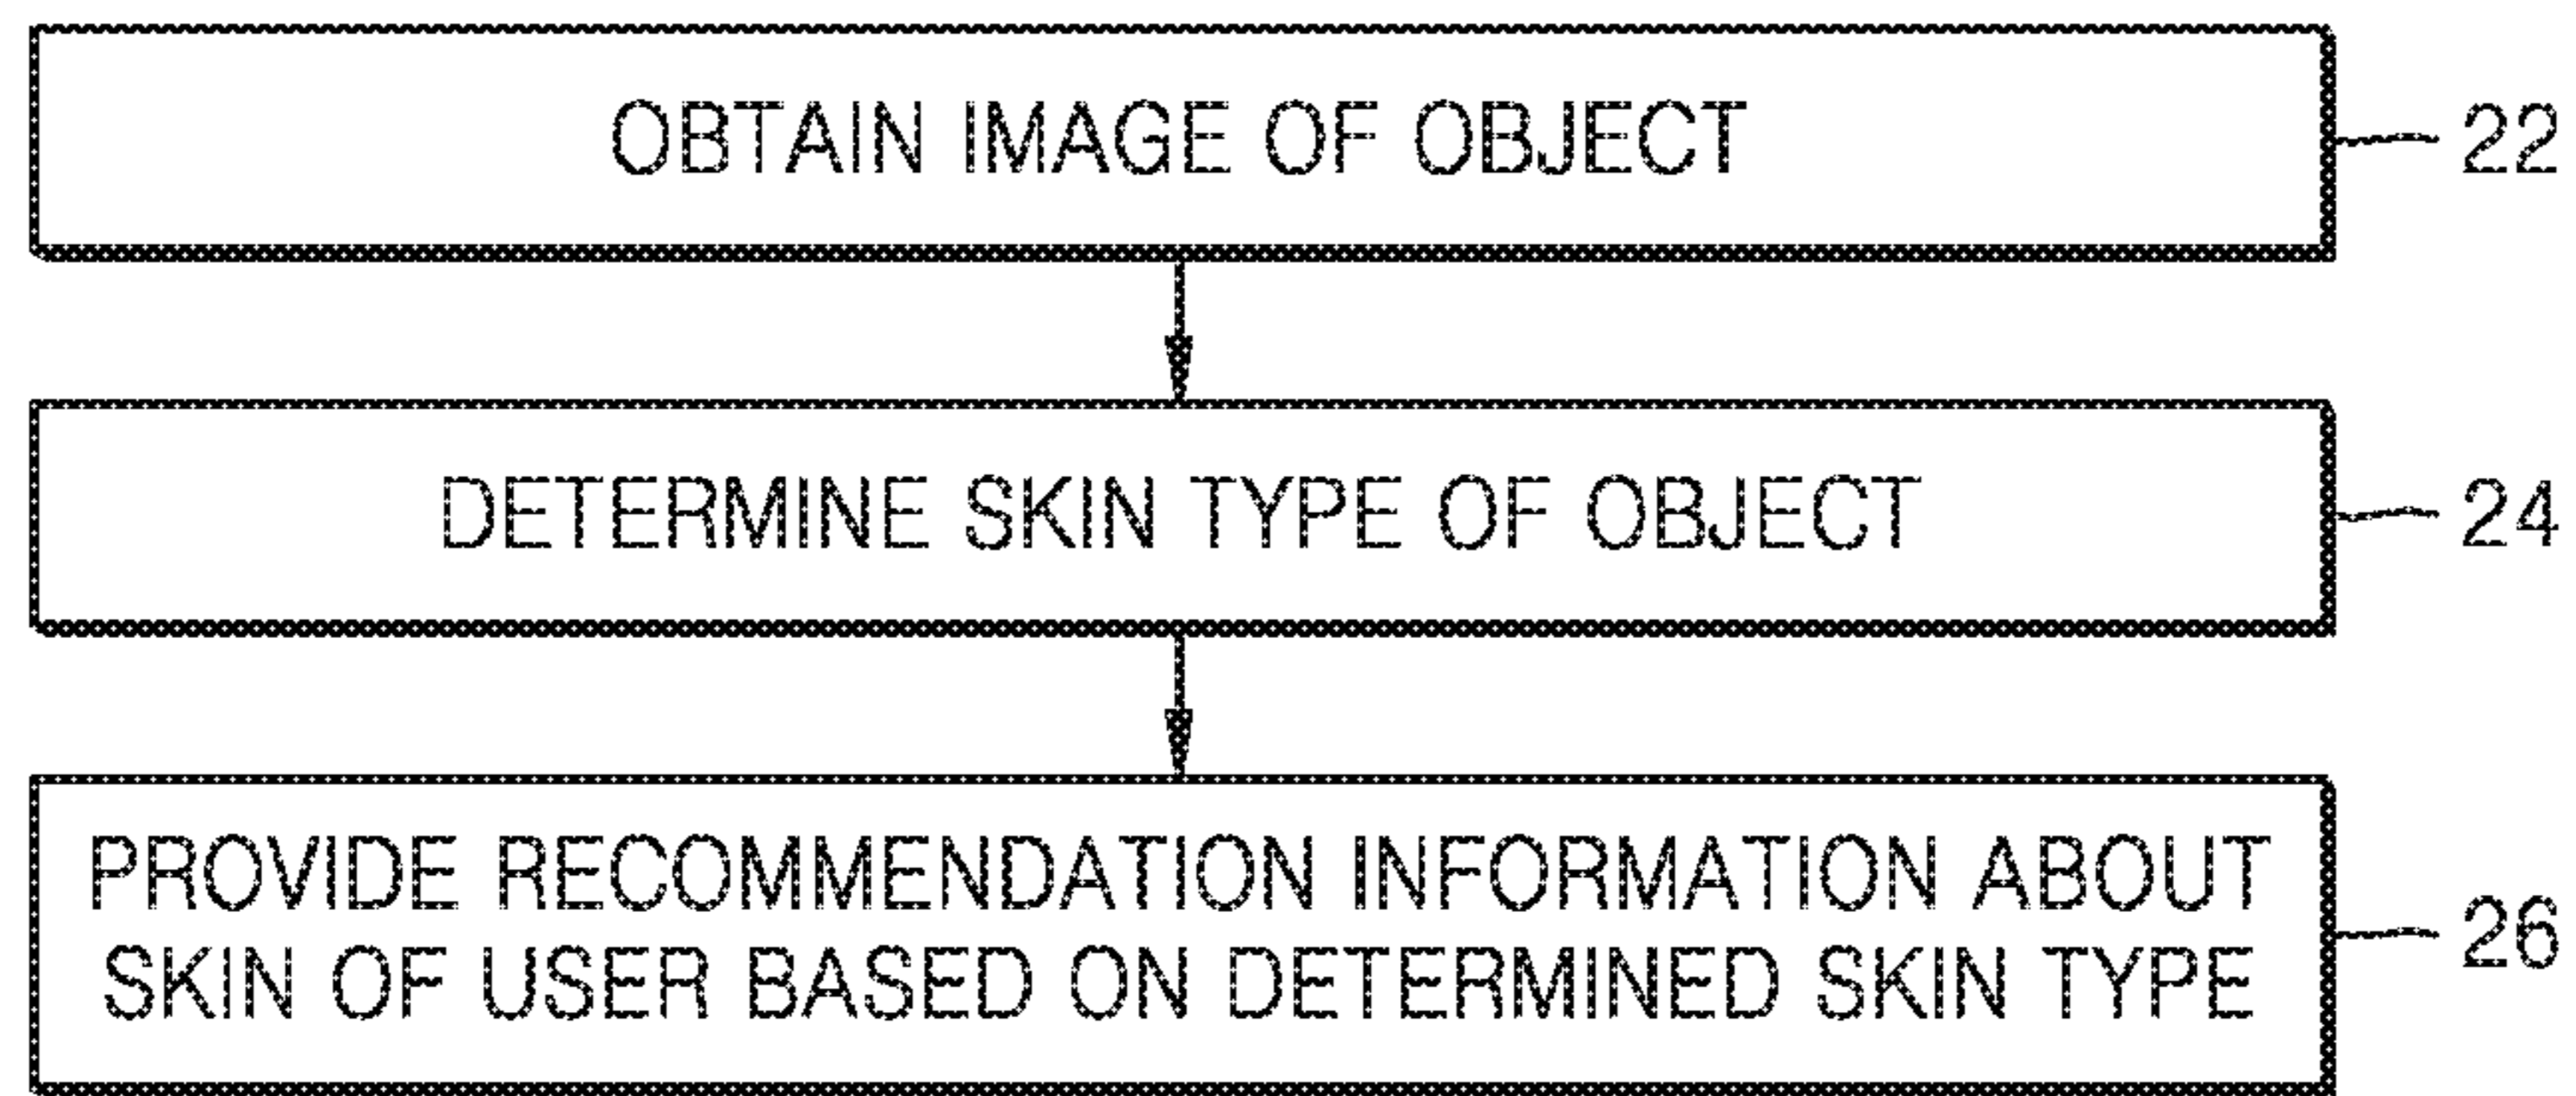 OBTAIN IMAGE OF OBJECT
22
DETERMINE SKIN TYPE OF OBJECT
24
PROVIDE RECOMMENDATION INFORMATION ABOUT
SKIN OF USER BASED ON DETERMINED SKIN TYPE
26